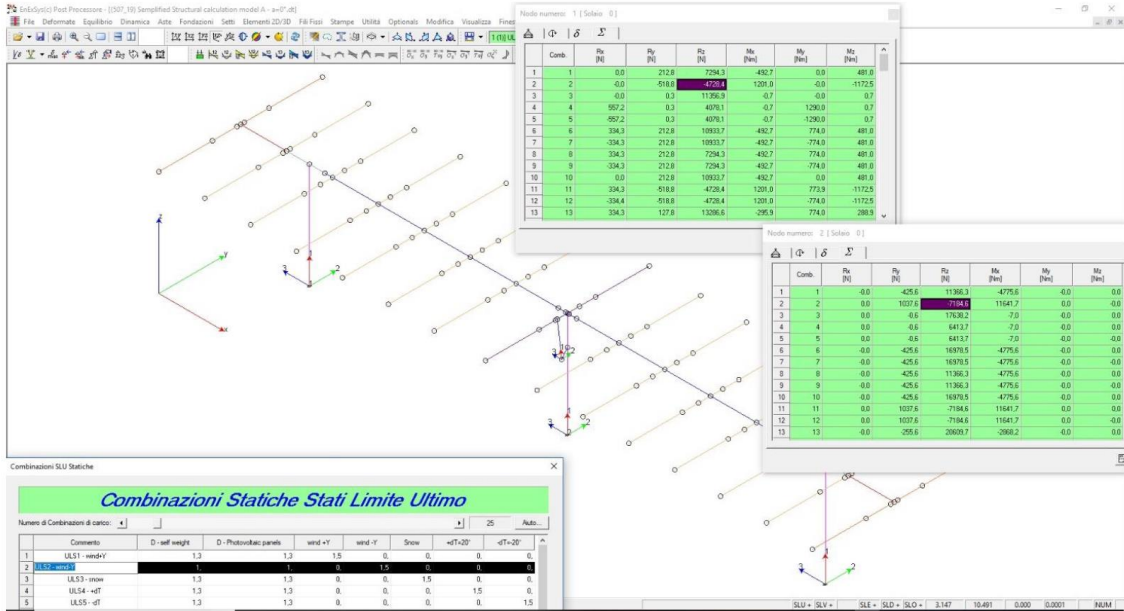 EnExSys(c) Post Processore - [(507_19) Semplified Structural calculation model A - a=0°.dt]
File Deformate Equilibrio Dinamica Aste Fondazioni Setti Elementi 2D/3D Fili Fissi Stampe Utilità Optionals Modifica Visualizza
Nodo numero: 1 [ Solaio 0 ]
Σ
Comb. Rx [N] Ry [N] Rz [N] Mx [Nm] My [Nm] Mz [Nm]
1 1 0,0 212,8 7294,3 -492,7 0,0 481,0
2 2 -0,0 -518,8 -4728,4 1201,0 -0,0 -1172,5
3 3 -0,0 0,3 11356,9 -0,7 -0,0 0,7
4 4 557,2 0,3 4078,1 -0,7 1290,0 0,7
5 5 -557,2 0,3 4078,1 -0,7 -1290,0 0,7
6 6 334,3 212,8 10933,7 -492,7 774,0 481,0
7 7 -334,3 212,8 10933,7 -492,7 -774,0 481,0
8 8 334,3 212,8 7294,3 -492,7 774,0 481,0
9 9 -334,3 212,8 7294,3 -492,7 -774,0 481,0
10 10 0,0 212,8 10933,7 -492,7 0,0 481,0
11 11 334,3 -518,8 -4728,4 1201,0 773,9 -1172,5
12 12 -334,4 -518,8 -4728,4 1201,0 -774,0 -1172,5
13 13 334,3 127,8 13286,6 -295,9 774,0 288,9
Nodo numero: 2 [ Solaio 0 ]
δ Σ
Comb. Rx [N] Ry [N] Rz [N] Mx [Nm] My [Nm] Mz [Nm]
1 1 -0,0 -425,6 11366,3 -4775,6 -0,0 0,0
2 2 0,0 1037,6 -7184,6 11641,7 -0,0 0,0
3 3 0,0 -0,6 17638,2 -7,0 -0,0 0,0
4 4 0,0 -0,6 6413,7 -7,0 -0,0 0,0
5 5 0,0 -0,6 6413,7 -7,0 -0,0 0,0
6 6 -0,0 -425,6 16978,5 -4775,6 -0,0 0,0
7 7 -0,0 -425,6 16978,5 -4775,6 -0,0 0,0
8 8 -0,0 -425,6 11366,3 -4775,6 -0,0 0,0
9 9 -0,0 -425,6 11366,3 -4775,6 -0,0 0,0
10 10 -0,0 -425,6 16978,5 -4775,6 -0,0 0,0
11 11 0,0 1037,6 -7184,6 11641,7 -0,0 0,0
12 12 0,0 1037,6 -7184,6 11641,7 -0,0 0,0
13 13 -0,0 -255,6 20609,7 -2868,2 -0,0 0,0
z
y
x
Combinazioni SLU Statiche
Combinazioni Statiche Stati Limite Ultimo
Numero di Combinazioni di carico: 25 Auto...
Commento D - self weight D - Photovoltaic panels wind +Y wind -Y Snow +dT+20° -dT=-20°
1 ULS1 - wind+Y 1,3 1,3 1,5 0, 0, 0, 0,
2 ULS2 - wind-Y 1, 1, 0, 1,5 0, 0, 0,
3 ULS3 - snow 1,3 1,3 0, 0, 1,5 0, 0,
4 ULS4 - +dT 1,3 1,3 0, 0, 0, 1,5 0,
5 ULS5 - -dT 1,3 1,3 0, 0, 0, 0, 1,5
SLU + SLV + SLE + SLD + SLO + 3.147 10.491 0.000 0.0001 NUM